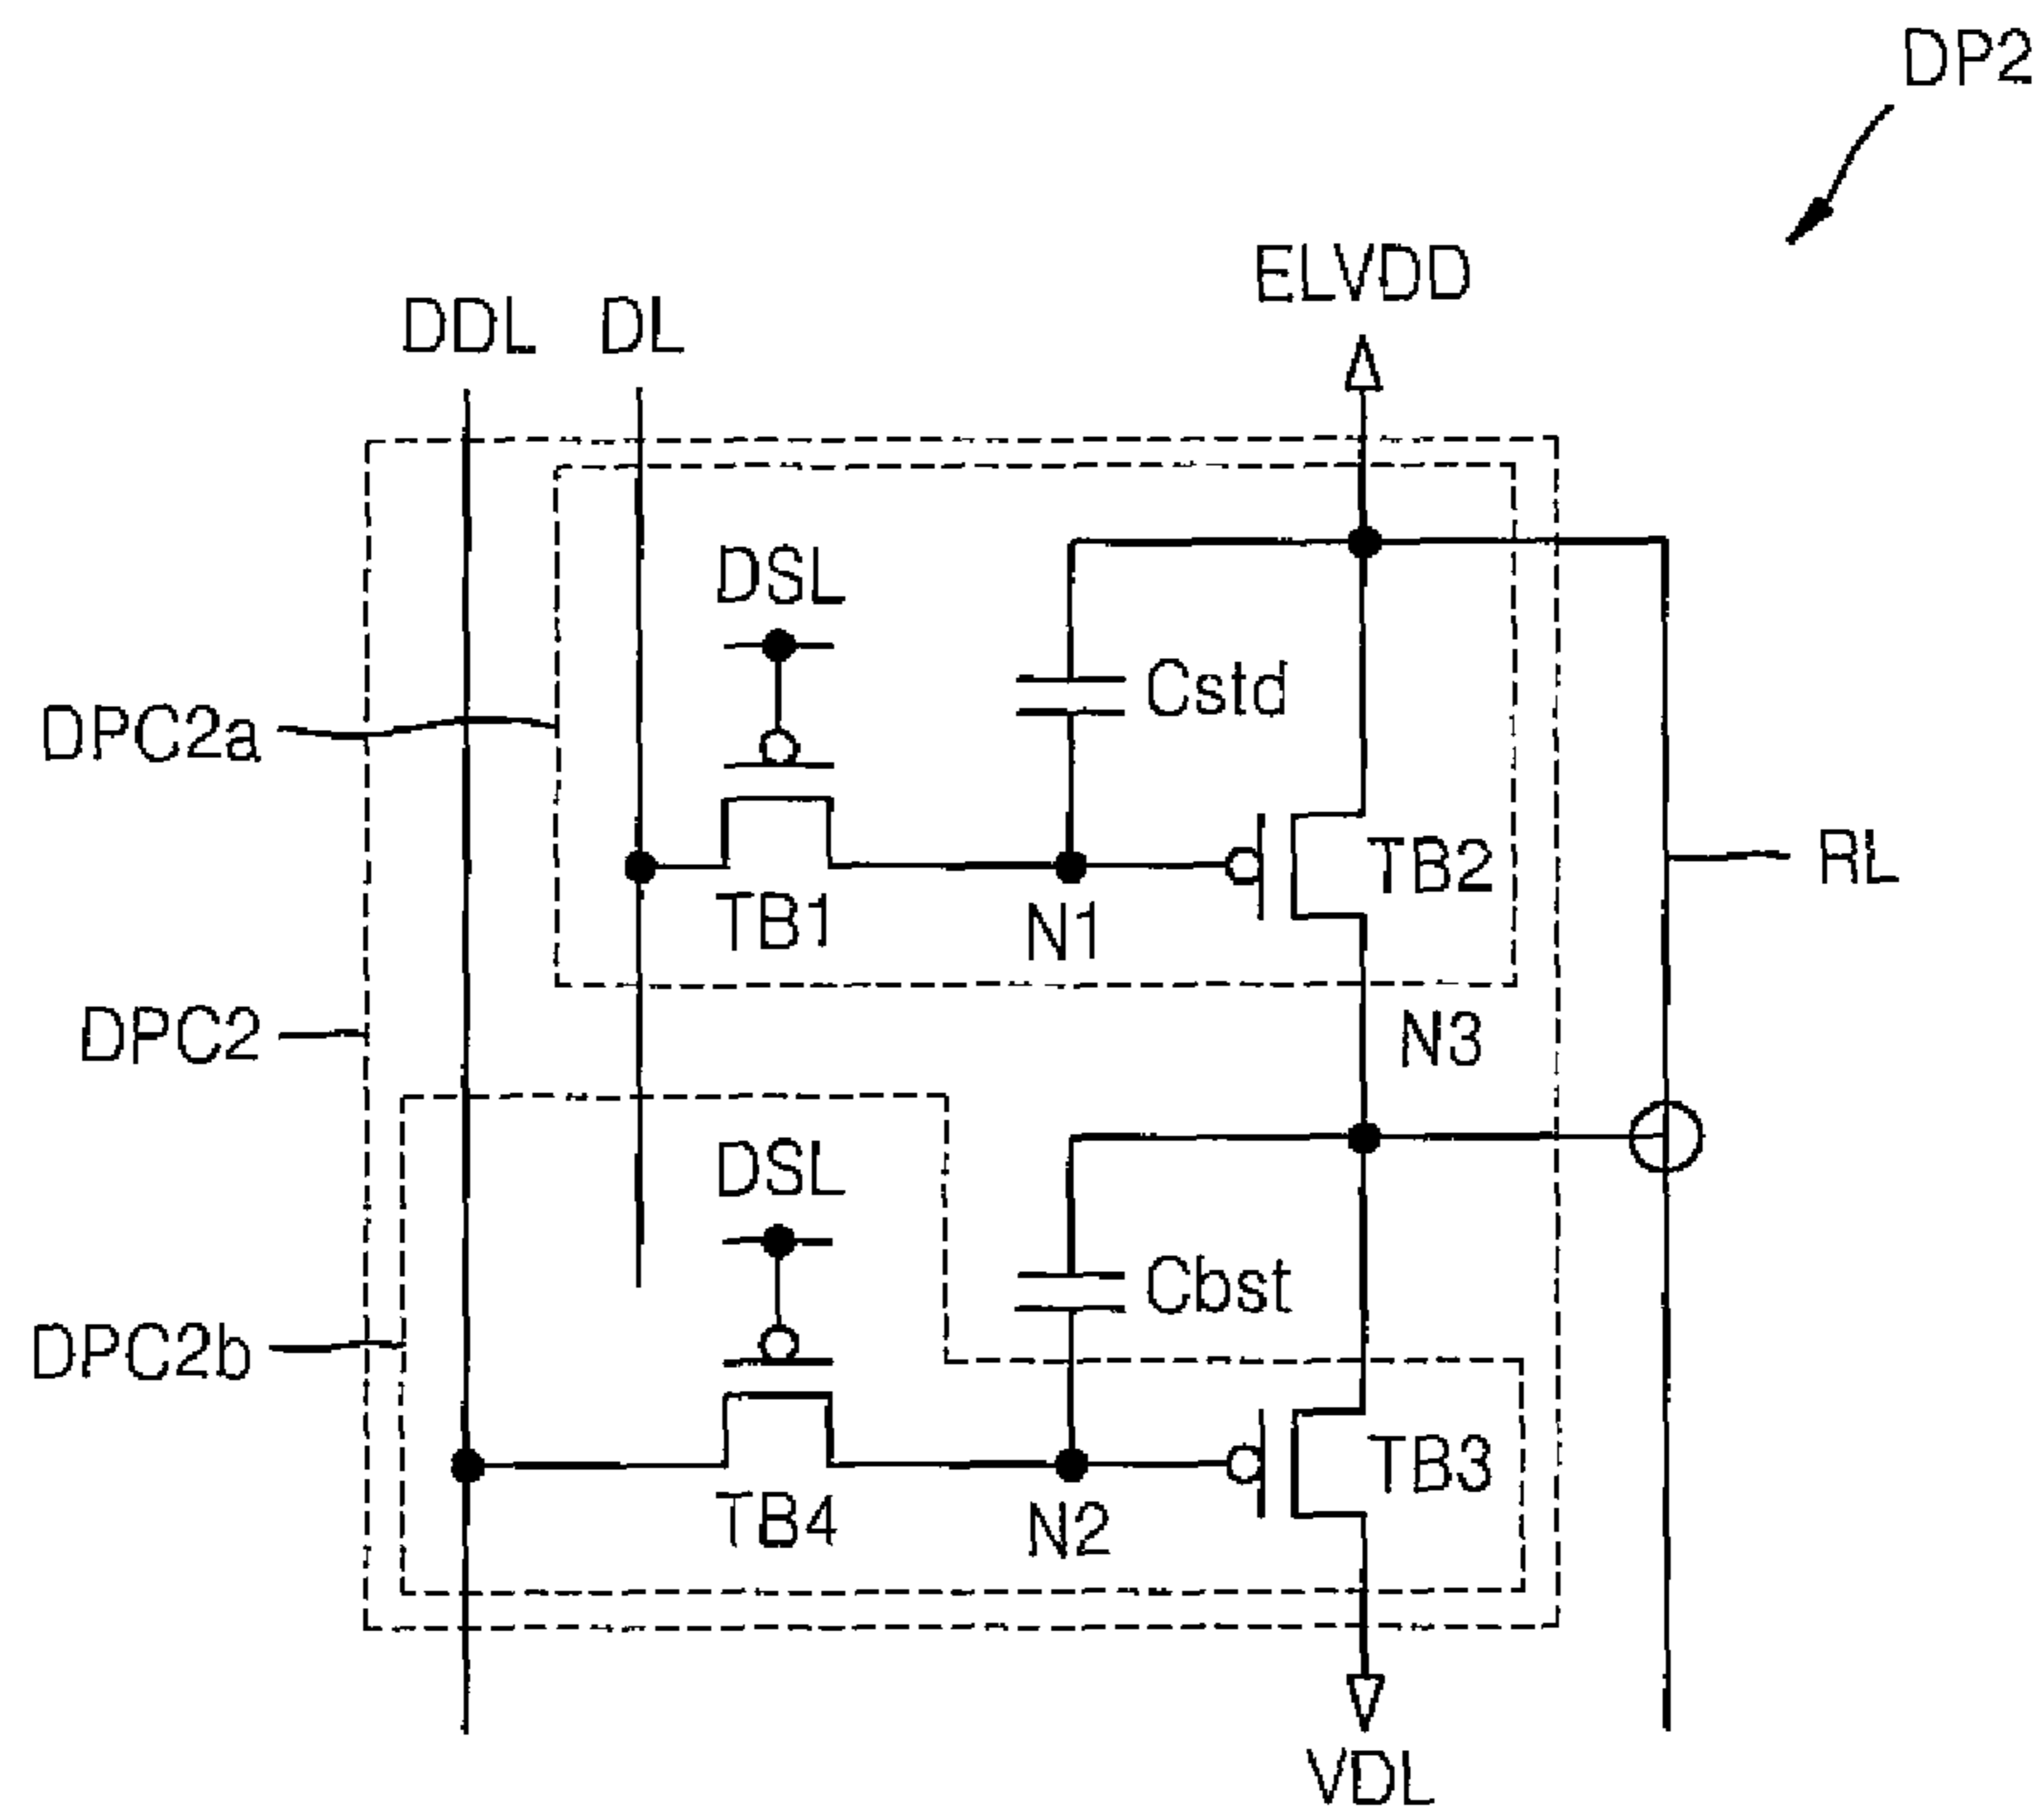 DP2
ELVDD
DDL DL
DSL
Cstd
DPC2a
TB2
RL
TB1
N1
DPC2
N3
DSL
Cbst
DPC2b
TB3
TB4
N2
VDL